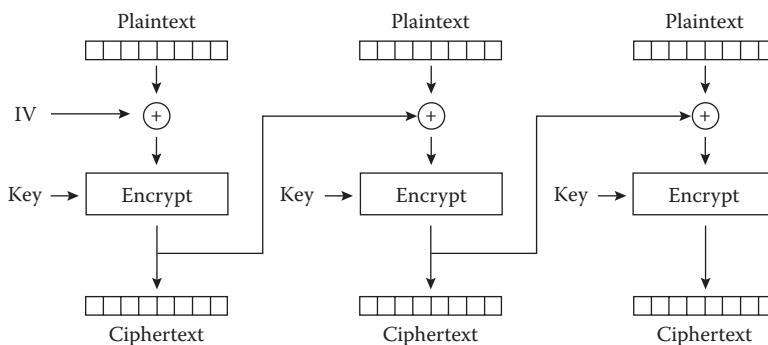 Plaintext Plaintext Plaintext
IV + + +
Key Encrypt Key Encrypt Key Encrypt
Ciphertext Ciphertext Ciphertext